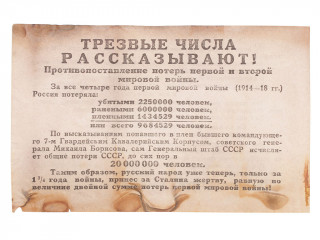 ТРЕЗВЫЕ ЧИСЛА
РАССКАЗЫВАЮТ!
Противопоставление потерь первой и второй
мировой войны.
За все четыре года первой мировой войны (1914—18 гг.)
Россия потеряла:
убитыми 2250000 человек,
ранеными 6000000 человек,
пленными 1434529 человек,
или всего 9684529 человек.
По высказываниям попавшего в плен бывшего командующе-
го 7-м Гвардейским Кавалерийским Корпусом, советского гене-
рала Михаила Борисова, сам Генеральный штаб СССР исчисля-
ет общие потери СССР, до сих пор в
20 000 000 человек.
Таким образом, русский народ уже теперь, только за
1½ года войны, принес за Сталина жертву, равную по
величине двойной сумме потерь первой мировой войны!